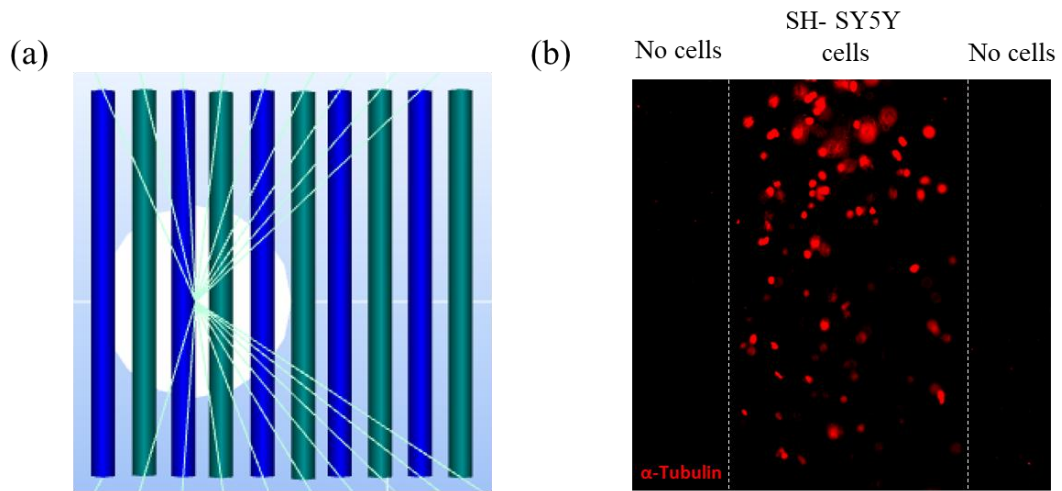 (a)
(b)
No cells
SH- SY5Y
cells
No cells
α-Tubulin